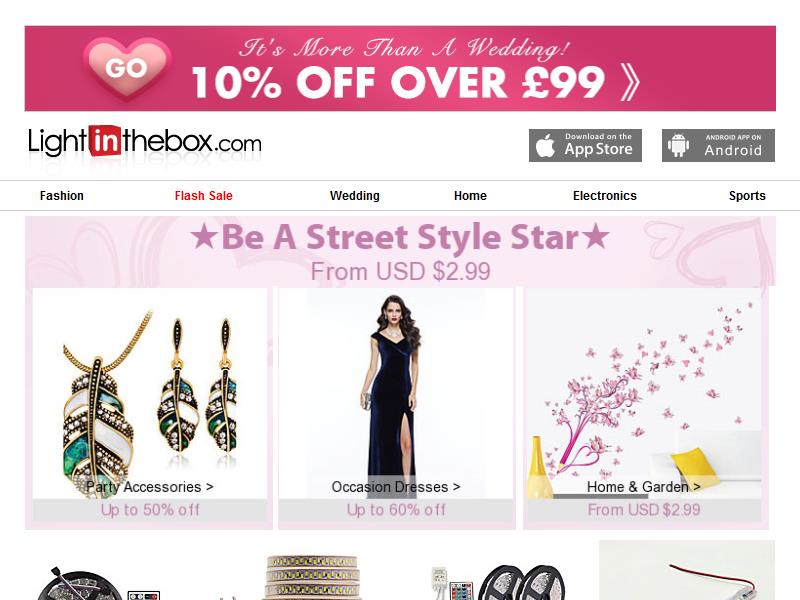 GO
It's More Than A Wedding!
10% OFF OVER £99 》
Lightinthebox.com
Download on the
App Store
ANDROID APP ON
Android
Fashion
Flash Sale
Wedding
Home
Electronics
Sports
★Be A Street Style Star★
From USD $2.99
Party Accessories >
Up to 50% off
Occasion Dresses >
Up to 60% off
Home & Garden >
From USD $2.99